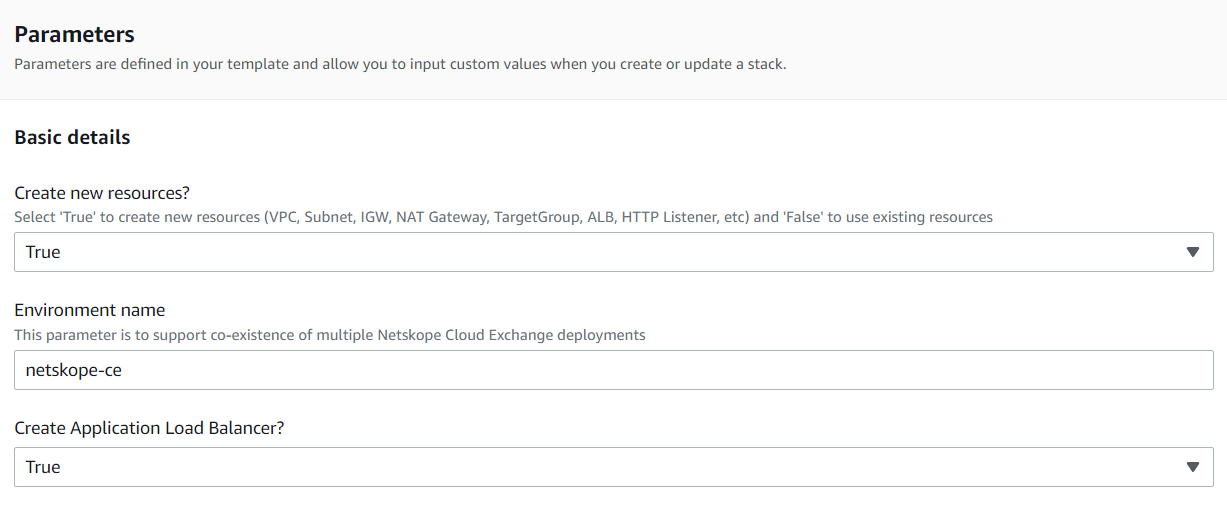 Parameters
Parameters are defined in your template and allow you to input custom values when you create or update a stack.
Basic details
Create new resources?
Select 'True' to create new resources (VPC, Subnet, IGW, NAT Gateway, TargetGroup, ALB, HTTP Listener, etc) and 'False' to use existing resources
True
Environment name
This parameter is to support co-existence of multiple Netskope Cloud Exchange deployments
netskope-ce
Create Application Load Balancer?
True